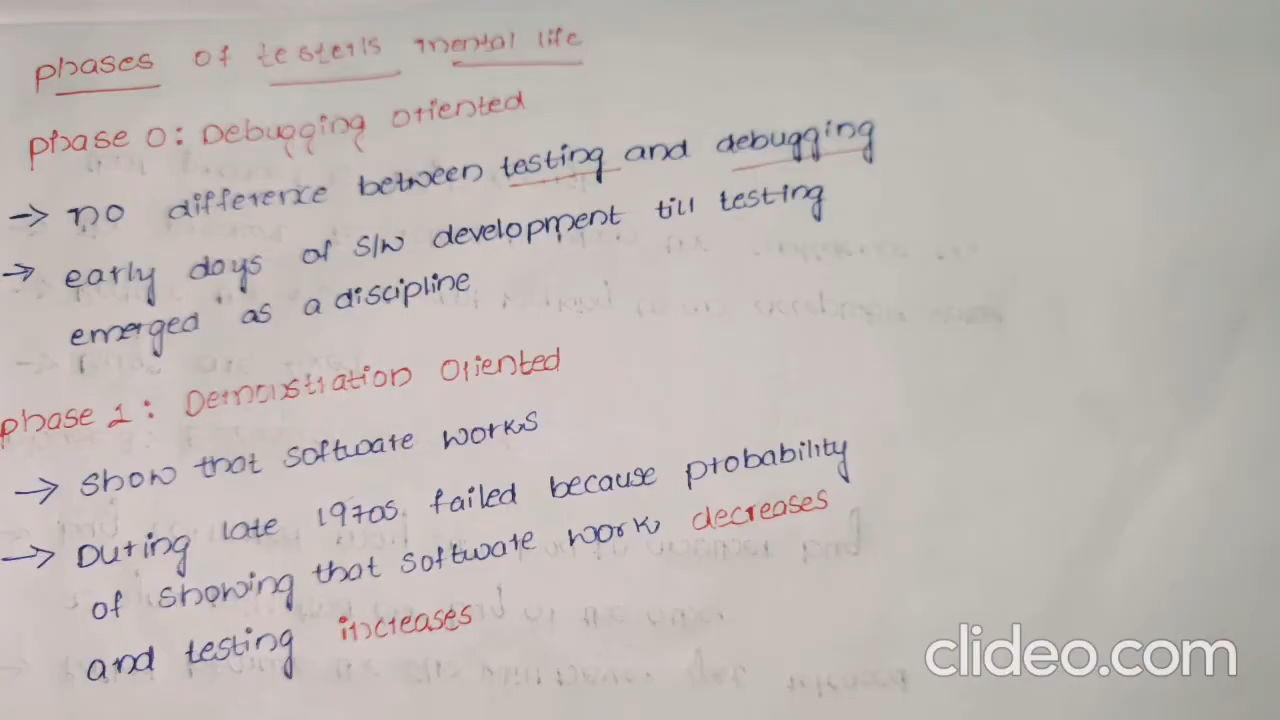 phases of tester's mental life
phase 0: Debugging oriented
→ no difference between testing and debugging
→ early days of S/W development till testing
emerged as a discipline
phase 1: Demonstration Oriented
→ show that software works
→ During late 1970s failed because probability
of showing that software work decreases
and testing increases
clideo.com